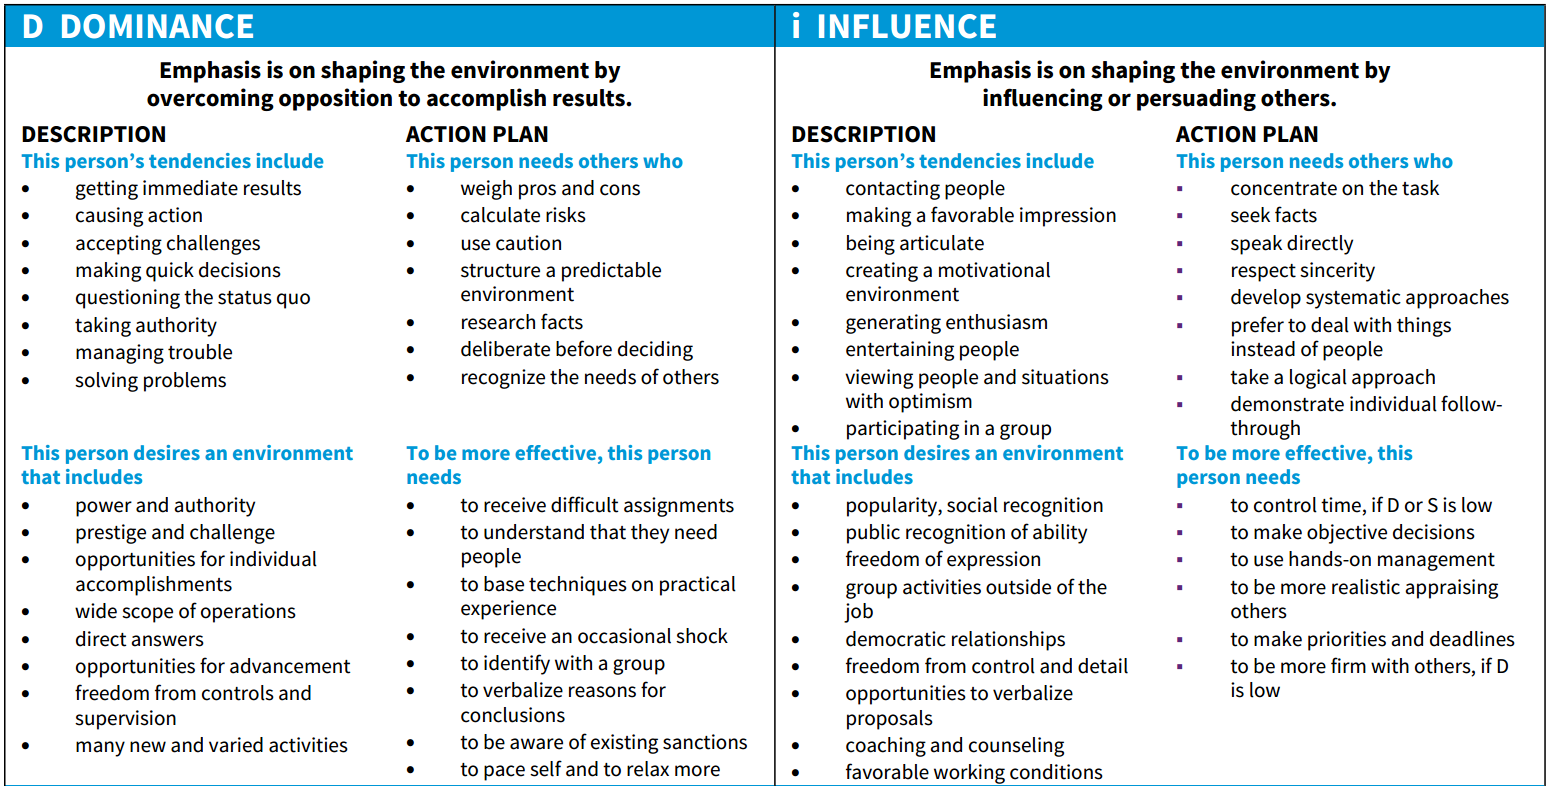 D DOMINANCE
Emphasis is on shaping the environment by
overcoming opposition to accomplish results.
DESCRIPTION
This person's tendencies include
• getting immediate results
• causing action
• accepting challenges
• making quick decisions
• questioning the status quo
• taking authority
• managing trouble
• solving problems
This person desires an environment
that includes
• power and authority
• prestige and challenge
• opportunities for individual
accomplishments
• wide scope of operations
• direct answers
• opportunities for advancement
• freedom from controls and
supervision
• many new and varied activities
ACTION PLAN
This person needs others who
• weigh pros and cons
• calculate risks
• use caution
• structure a predictable
environment
• research facts
• deliberate before deciding
• recognize the needs of others
To be more effective, this person
needs
• to receive difficult assignments
• to understand that they need
people
• to base techniques on practical
experience
• to receive an occasional shock
• to identify with a group
• to verbalize reasons for
conclusions
• to be aware of existing sanctions
• to pace self and to relax more
i INFLUENCE
Emphasis is on shaping the environment by
influencing or persuading others.
DESCRIPTION
This person's tendencies include
• contacting people
• making a favorable impression
• being articulate
• creating a motivational
environment
• generating enthusiasm
• entertaining people
• viewing people and situations
with optimism
• participating in a group
This person desires an environment
that includes
• popularity, social recognition
• public recognition of ability
• freedom of expression
• group activities outside of the
job
• democratic relationships
• freedom from control and detail
• opportunities to verbalize
proposals
• coaching and counseling
• favorable working conditions
ACTION PLAN
This person needs others who
▪ concentrate on the task
▪ seek facts
▪ speak directly
▪ respect sincerity
▪ develop systematic approaches
▪ prefer to deal with things
instead of people
▪ take a logical approach
▪ demonstrate individual follow-
through
To be more effective, this
person needs
▪ to control time, if D or S is low
▪ to make objective decisions
▪ to use hands-on management
▪ to be more realistic appraising
others
▪ to make priorities and deadlines
▪ to be more firm with others, if D
is low